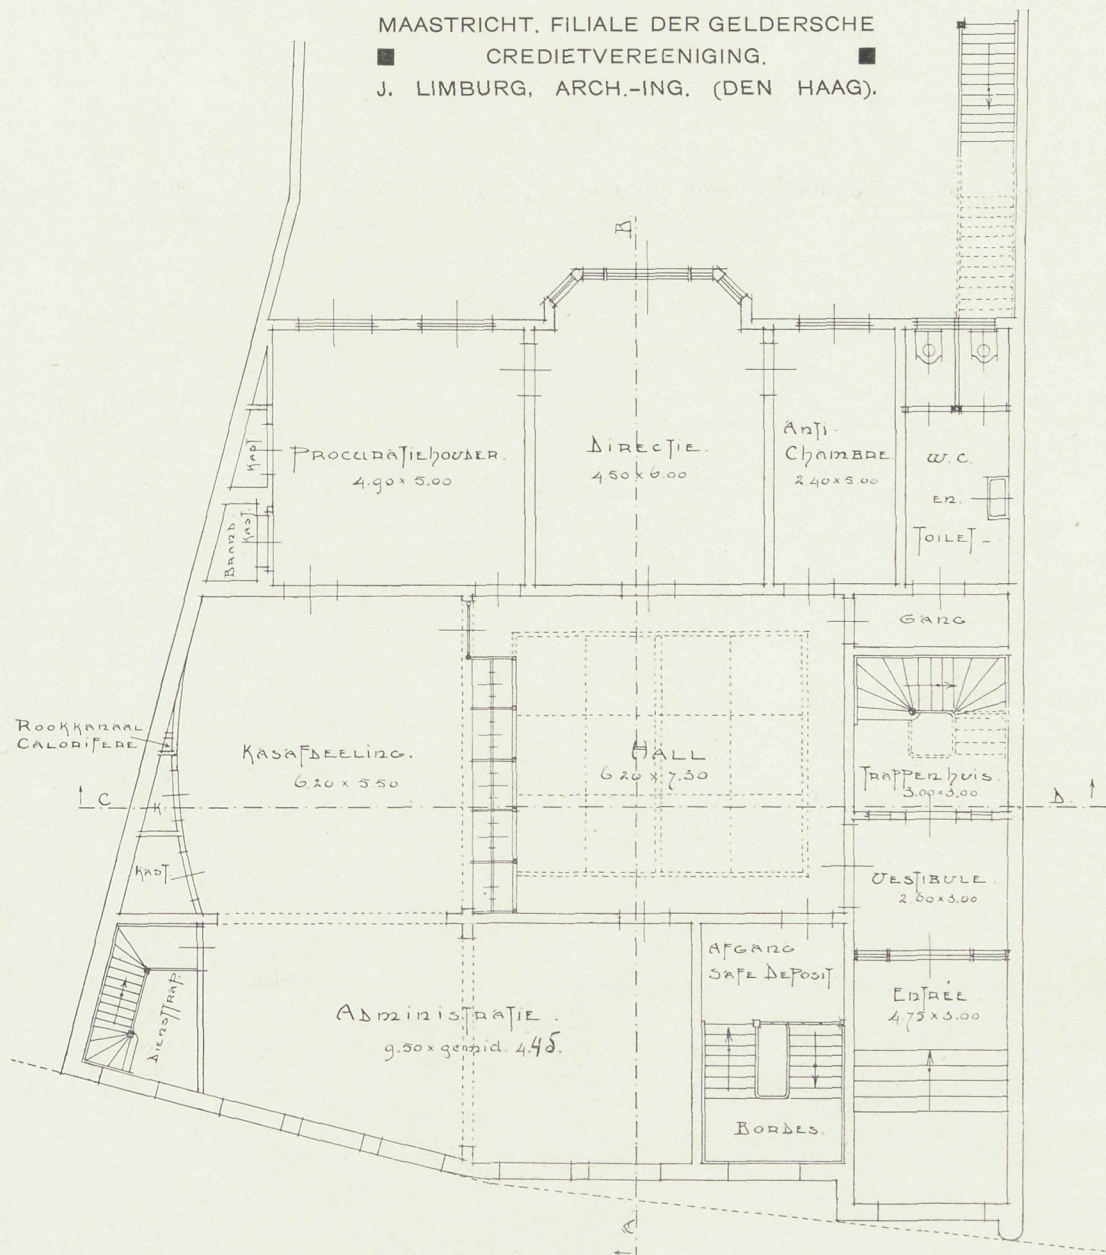 MAASTRICHT. FILIALE DER GELDERSCHE
CREDIETVEREENIGING.
J. LIMBURG, ARCH.-ING. (DEN HAAG).
B
PROCURATIEHOUDER.
4.90 x 5.00
DIRECTIE.
4.50 x 6.00
ANTI-
CHAMBRE
2.40 x 5.00
W.C.
EN
TOILET -
KAPT
BRAND.
KAST.
GANG
ROOKKANAAL
CALORIFERE
KASAFDEELING.
6.20 x 5.50
HALL
6.20 x 7.30
TRAPPENHUIS.
3.00 x 3.00
C
K
D.
KAST.
VESTIBULE.
2.60 x 3.00
AFGANG
SAFE DEPOSIT.
ENTRÉE.
4.75 x 3.00
DIENSTTRAP.
ADMINISTRATIE.
9.50 x gemid. 4.45.
BORDES.
A